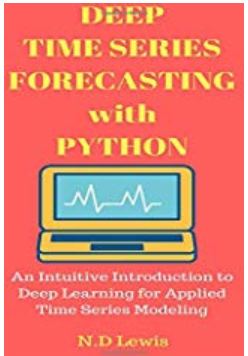 DEEP
TIME SERIES
FORECASTING
with
PYTHON
An Intuitive Introduction to
Deep Learning for Applied
Time Series Modeling
N.D Lewis